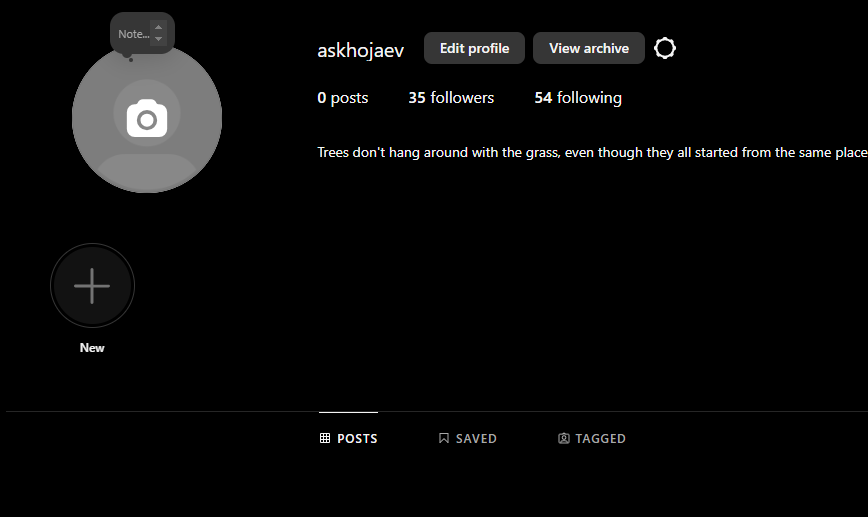 Note...
askhojaev Edit profile View archive
0 posts 35 followers 54 following
Trees don't hang around with the grass, even though they all started from the same place
New
POSTS SAVED TAGGED